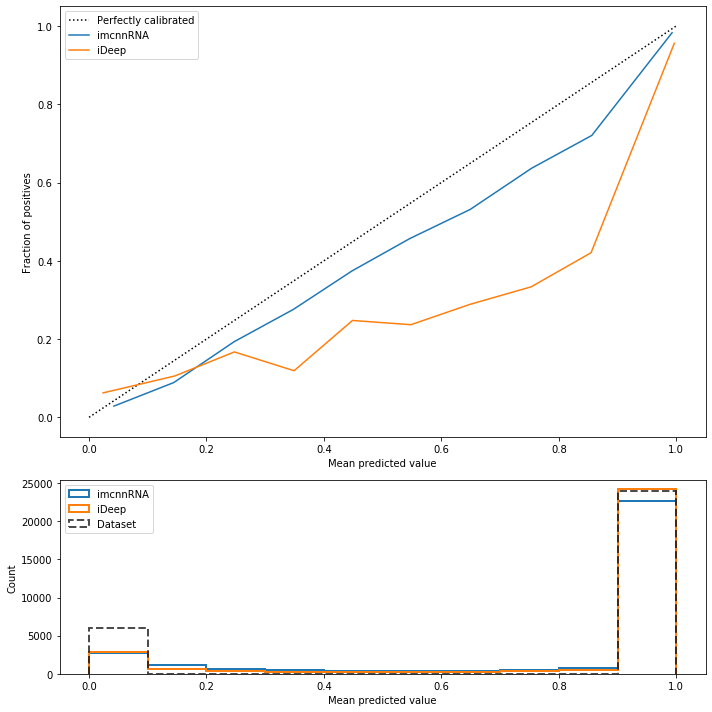 Perfectly calibrated
imcnnRNA
iDeep
1.0
0.8
0.6
0.4
0.2
0.0
Fraction of positives
0.0 0.2 0.4 0.6 0.8 1.0
Mean predicted value
imcnnRNA
iDeep
Dataset
25000
20000
15000
10000
5000
0
Count
0.0 0.2 0.4 0.6 0.8 1.0
Mean predicted value